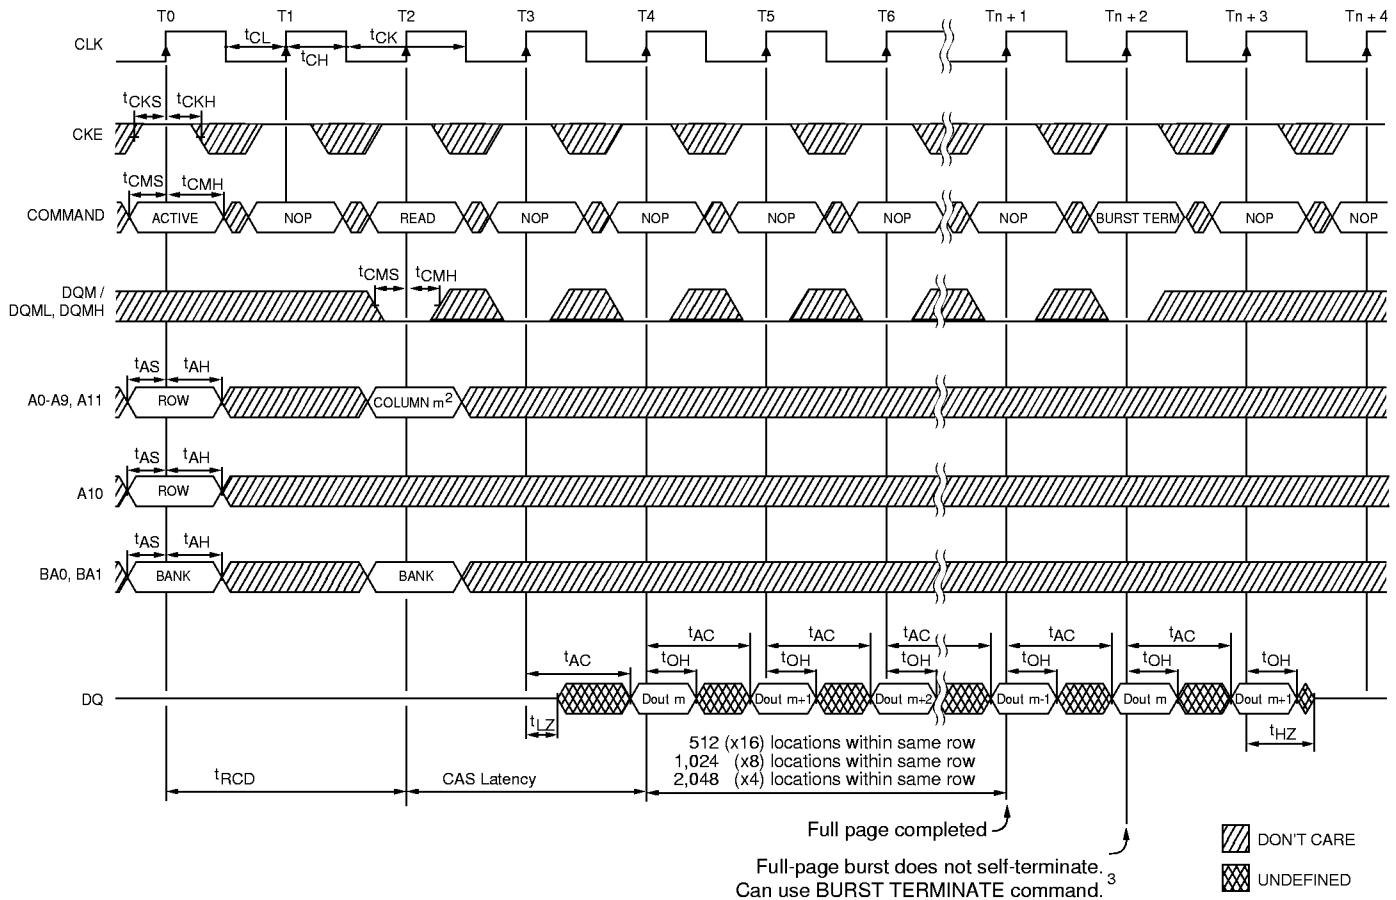 T0 T1 T2 T3 T4 T5 T6 Tn + 1 Tn + 2 Tn + 3 Tn + 4
CLK
tCL tCK
tCH
tCKS tCKH
CKE
tCMS tCMH
COMMAND ACTIVE NOP READ NOP NOP NOP NOP NOP BURST TERM NOP NOP
tCMS tCMH
DQM /
DQML, DQMH
tAS tAH
A0-A9, A11 ROW COLUMN m2
tAS tAH
A10 ROW
tAS tAH
BA0, BA1 BANK BANK
tAC tAC tAC tAC tAC tAC
tOH tOH tOH tOH tOH tOH
DQ Dout m Dout m+1 Dout m+2 Dout m-1 Dout m Dout m+1
tLZ tHZ
512 (x16) locations within same row
1,024 (x8) locations within same row
2,048 (x4) locations within same row
tRCD CAS Latency
Full page completed
Full-page burst does not self-terminate.
Can use BURST TERMINATE command. 3
DON'T CARE
UNDEFINED